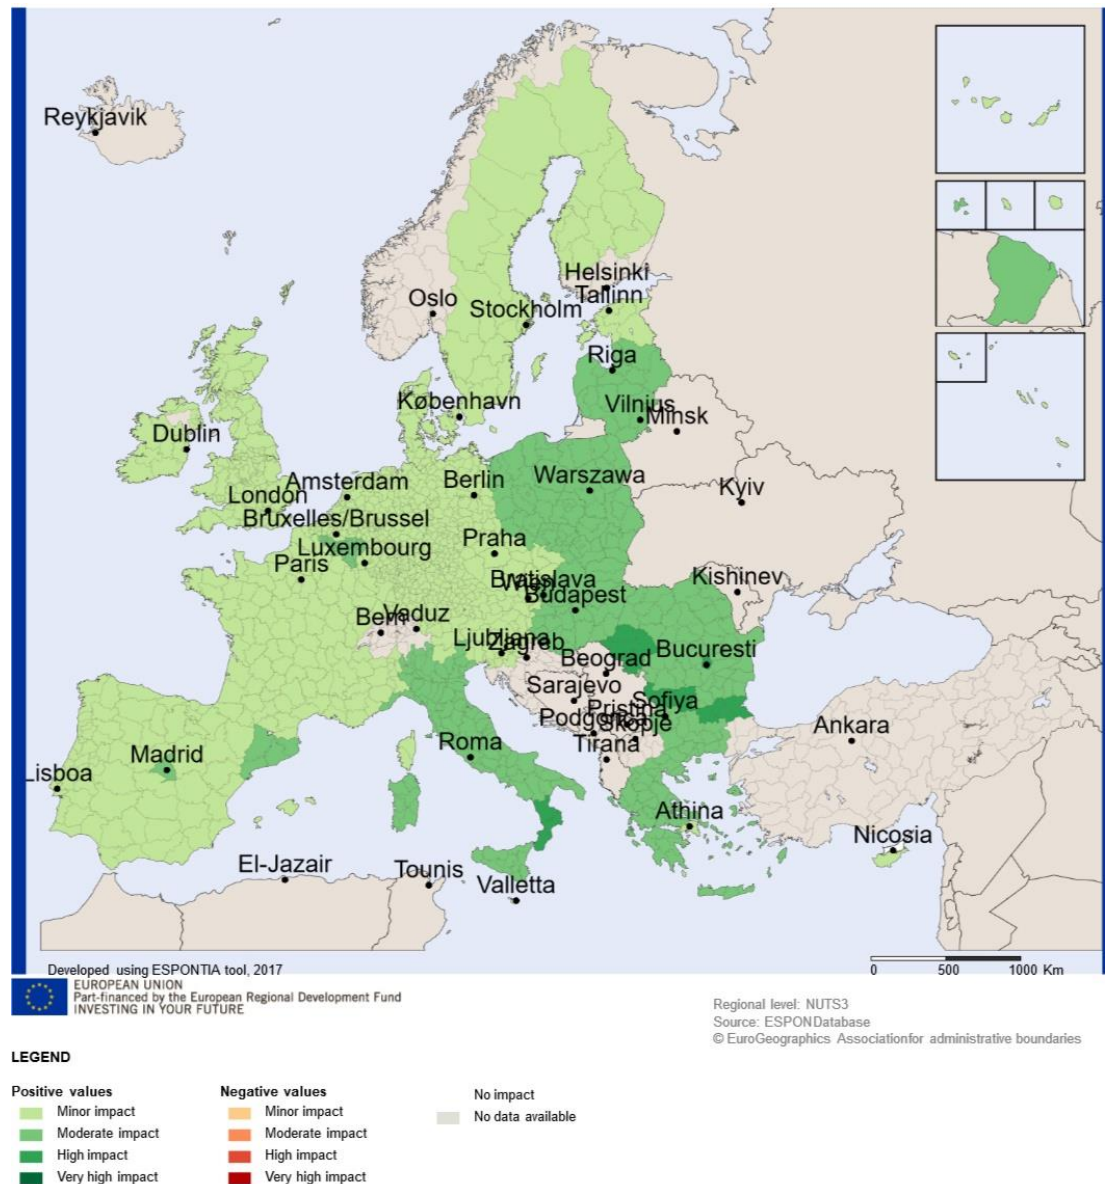 Reykjavik
Helsinki
Tallinn
Oslo
Stockholm
Riga
København
Vilnius
Minsk
Dublin
Amsterdam
Berlin
Warszawa
London
Kyiv
Bruxelles/Brussel
Praha
Luxembourg
Paris
Bratislava
Kishinev
Wien
Budapest
Bern
Vaduz
Ljubljana
Zagreb
Bucuresti
Beograd
Sarajevo
Sofiya
Pristina
Podgorica
Skopje
Ankara
Roma
Tirana
Madrid
Lisboa
Athina
Nicosia
El-Jazair
Tounis
Valletta
Developed using ESPONTIA tool, 2017
0 500 1000 Km
EUROPEAN UNION
Part-financed by the European Regional Development Fund
INVESTING IN YOUR FUTURE
Regional level: NUTS3
Source: ESPONDatabase
© EuroGeographics Associationfor administrative boundaries
LEGEND
Positive values
Minor impact
Moderate impact
High impact
Very high impact
Negative values
Minor impact
Moderate impact
High impact
Very high impact
No impact
No data available